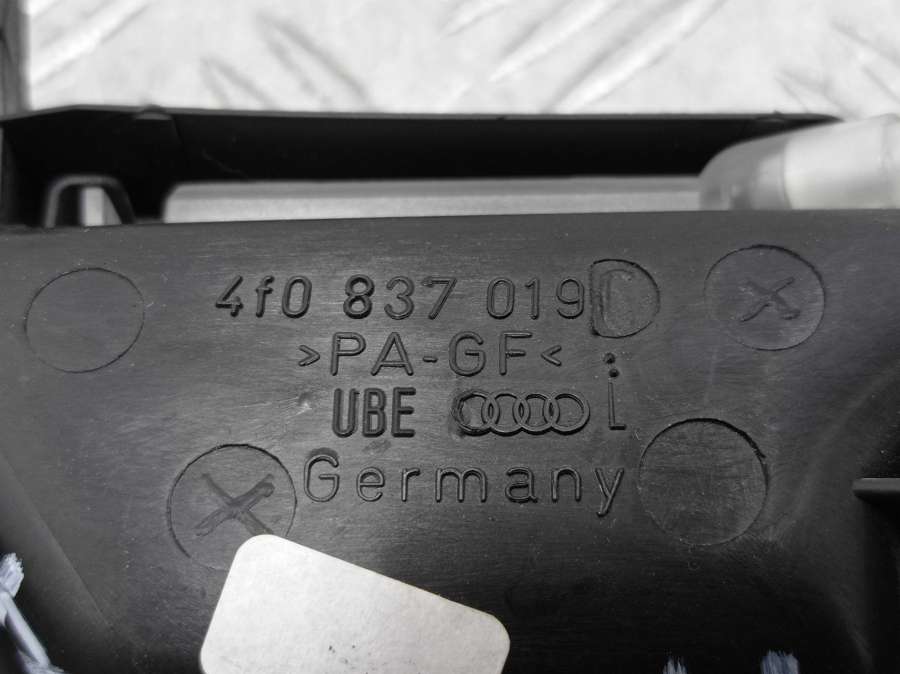 4f0 837 019
>PA-GF<
UBE
Germany